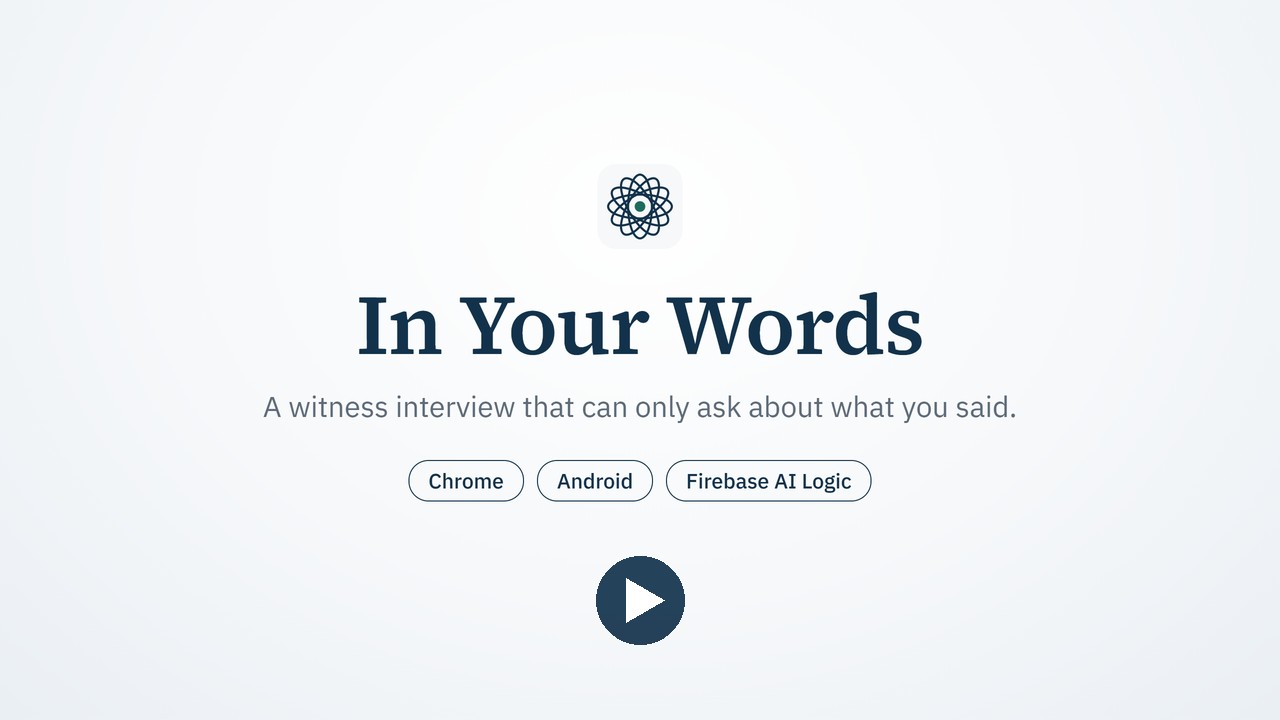 In Your Words
A witness interview that can only ask about what you said.
Chrome
Android
Firebase AI Logic